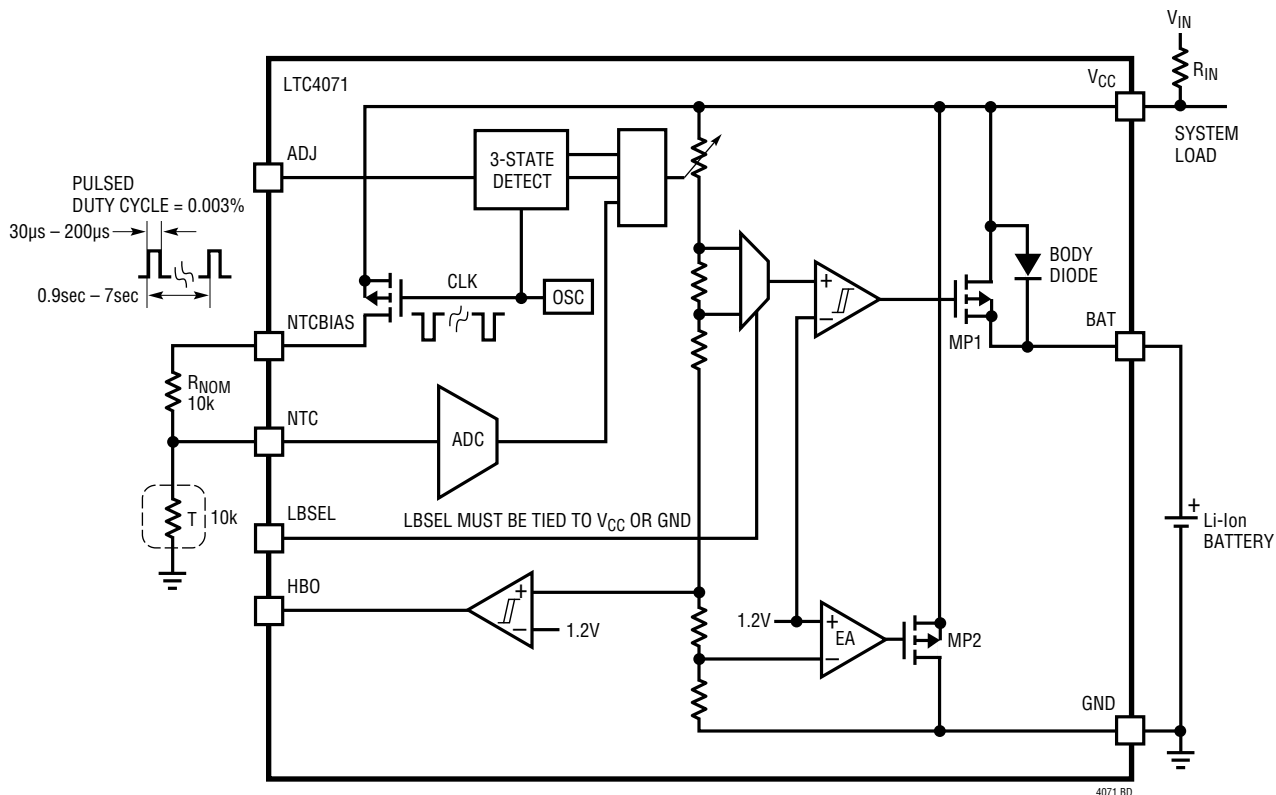 V_IN
R_IN
V_CC
SYSTEM
LOAD
LTC4071
ADJ
3-STATE
DETECT
PULSED
DUTY CYCLE = 0.003%
30µs – 200µs
0.9sec – 7sec
CLK
OSC
NTCBIAS
R_NOM
10k
NTC
ADC
T
10k
LBSEL
LBSEL MUST BE TIED TO V_CC OR GND
HBO
+
–
1.2V
+
–
BODY
DIODE
MP1
BAT
1.2V
+
–
EA
MP2
+
Li-Ion
BATTERY
GND
4071 BD